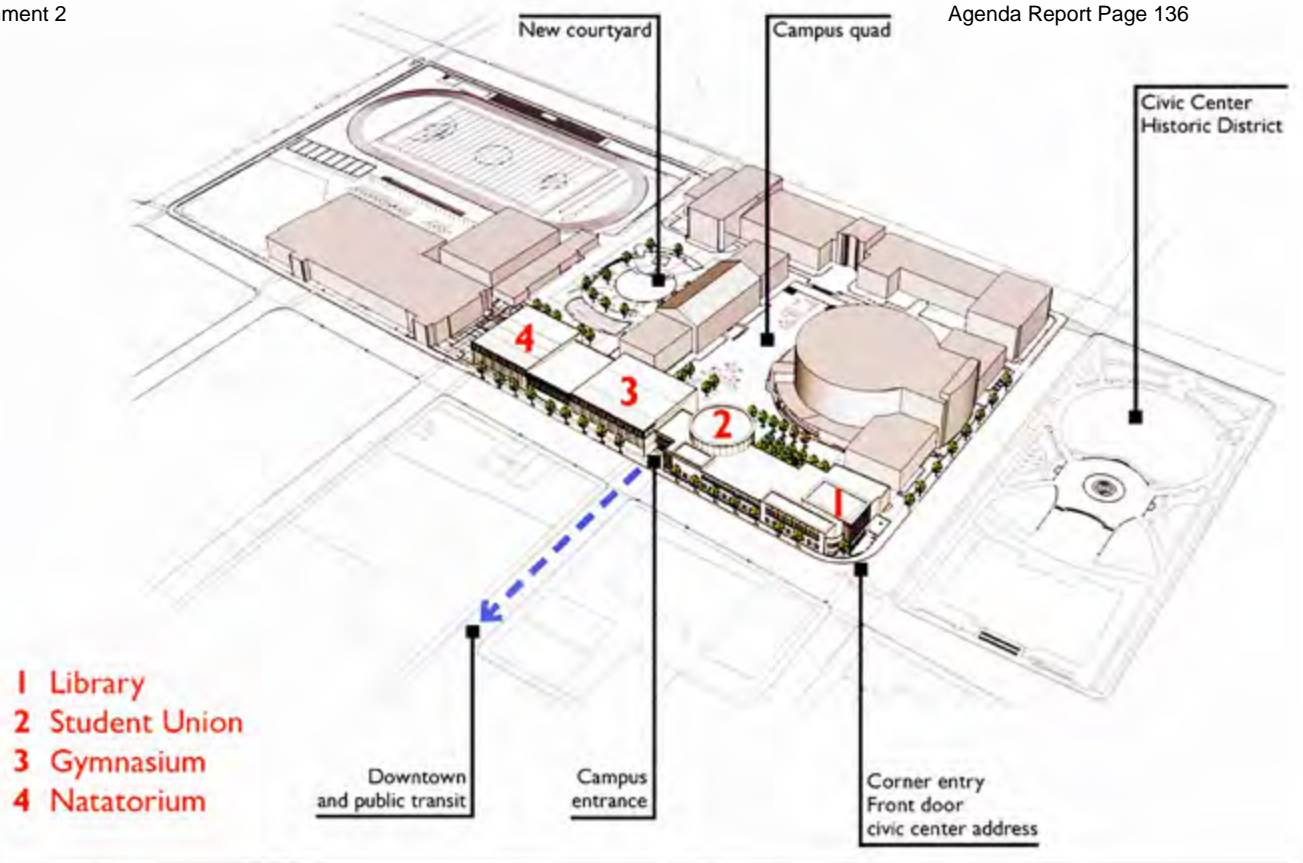 ment 2
Agenda Report Page 136
New courtyard
Campus quad
Civic Center
Historic District
4
3
2
1
1 Library
2 Student Union
3 Gymnasium
4 Natatorium
Downtown
and public transit
Campus
entrance
Corner entry
Front door
civic center address